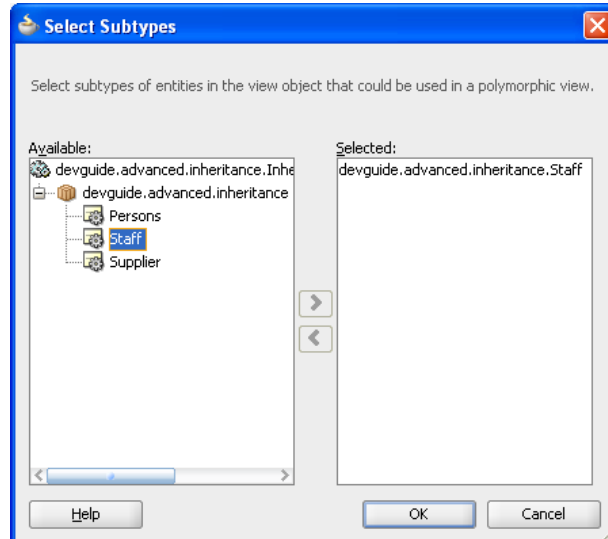 Select Subtypes
Select subtypes of entities in the view object that could be used in a polymorphic view.
Available:
Selected:
devguide.advanced.inheritance.Inhe
devguide.advanced.inheritance.Staff
devguide.advanced.inheritance
Persons
Staff
Supplier
Help
OK
Cancel